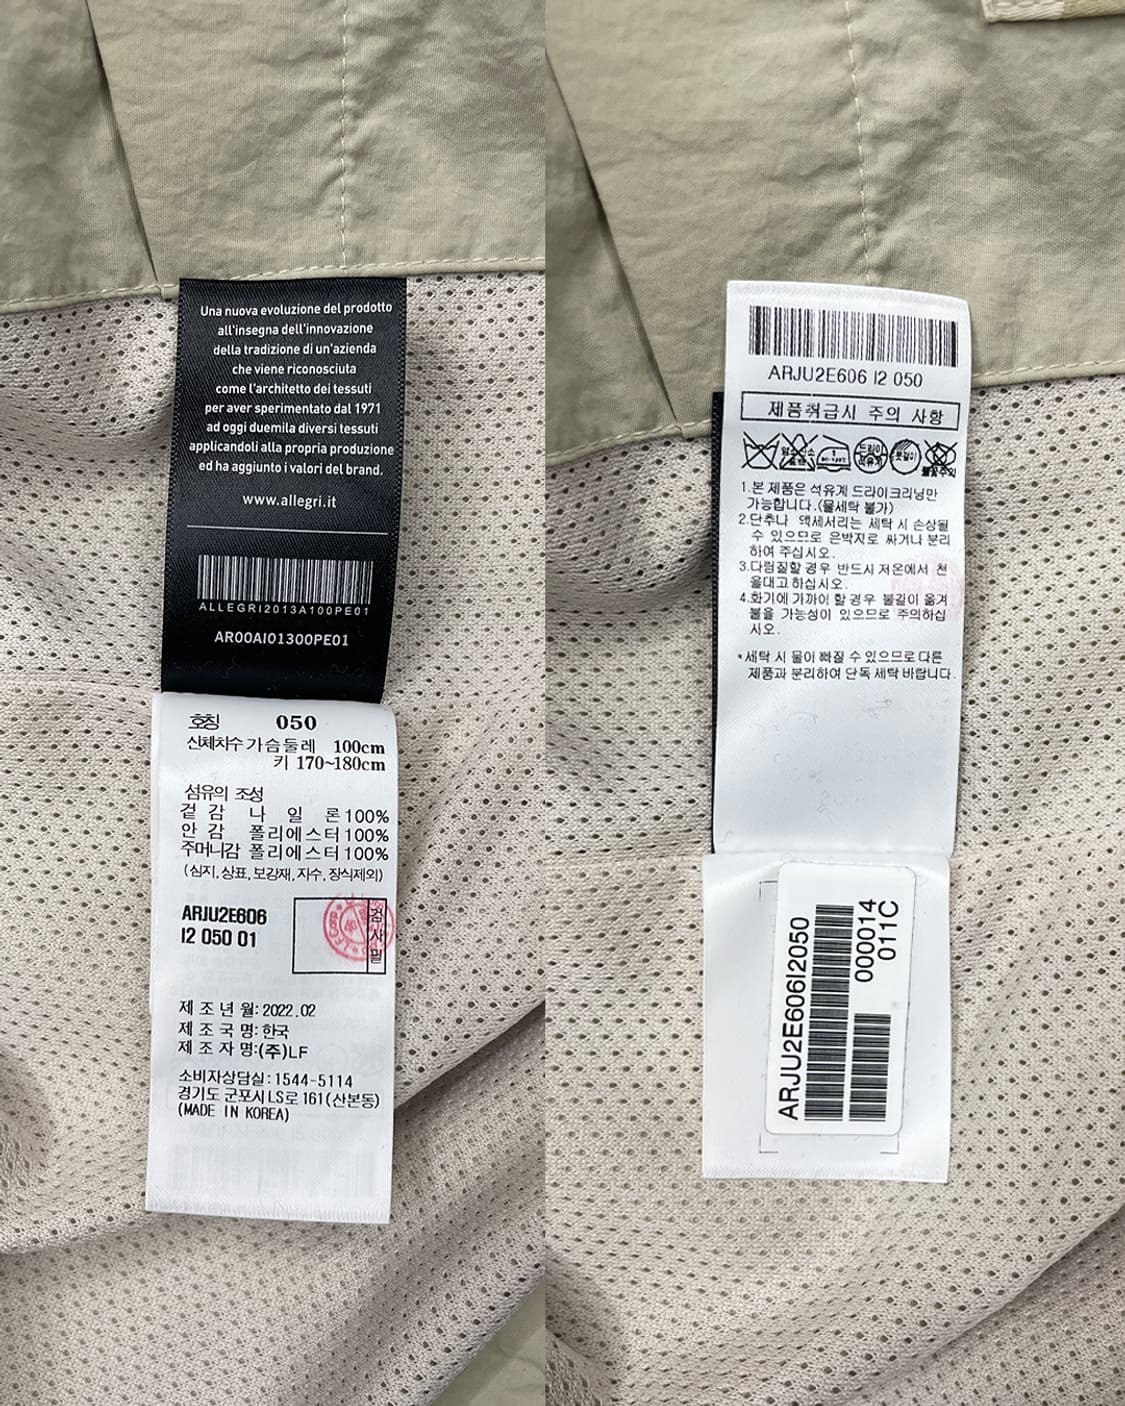 Una nuova evoluzione del prodotto
all'insegna dell'innovazione
della tradizione di un'azienda
che viene riconosciuta
come l'architetto dei tessuti
per aver sperimentato dal 1971
ad oggi duemila diversi tessuti
applicandoli alla propria produzione
ed ha aggiunto i valori del brand.
www.allegri.it
ALLEGRI2013A100PE01
AR00AI01300PE01
호칭 050
신체치수 가슴둘레 100cm
키 170~180cm
섬유의 조성
겉감 나일론 100%
안감 폴리에스터 100%
주머니감 폴리에스터 100%
(심지, 상표, 보강재, 자수, 장식제외)
ARJU2E606
I2 050 01
검사필
제조년월: 2022.02
제조국명: 한국
제조자명: (주)LF
소비자상담실: 1544-5114
경기도 군포시 LS로 161 (산본동)
(MADE IN KOREA)
ARJU2E606 I2 050
제품취급시 주의 사항
드라이
석유계
1.본 제품은 석유계 드라이크리닝만
가능합니다.(물세탁 불가)
2.단추나 액세서리는 세탁 시 손상될
수 있으므로 은박지로 싸거나 분리
하여 주십시오.
3.다림질할 경우 반드시 저온에서 천
을대고 하십시오.
4.화기에 가까이 할 경우 불길이 옮겨
붙을 가능성이 있으므로 주의하십
시오.
*세탁 시 물이 빠질 수 있으므로 다른
제품과 분리하여 단독 세탁 바랍니다.
ARJU2E606I2050
000014
011C